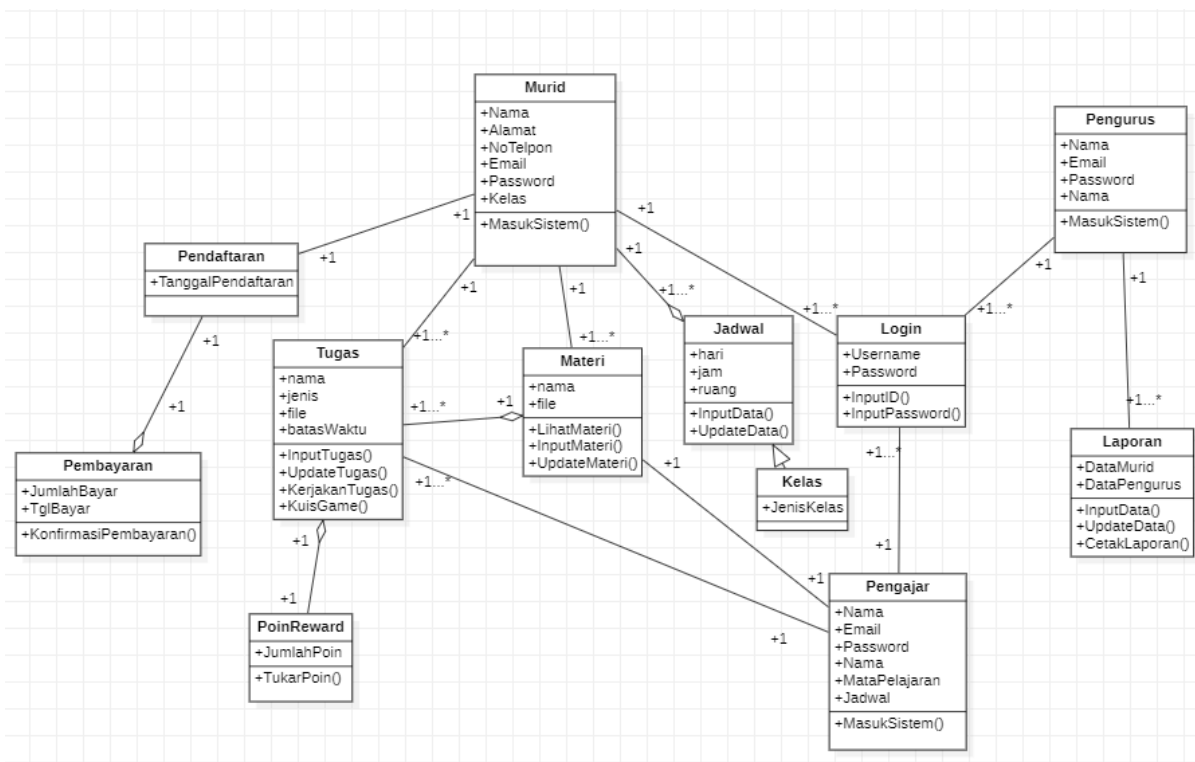 Murid
+Nama
+Alamat
+NoTelpon
+Email
+Password
+Kelas
+MasukSistem()
Pengurus
+Nama
+Email
+Password
+Nama
+MasukSistem()
Pendaftaran
+TanggalPendaftaran
Tugas
+nama
+jenis
+file
+batasWaktu
+InputTugas()
+UpdateTugas()
+KerjakanTugas()
+KuisGame()
Materi
+nama
+file
+LihatMateri()
+InputMateri()
+UpdateMateri()
Jadwal
+hari
+jam
+ruang
+InputData()
+UpdateData()
Login
+Username
+Password
+InputID()
+InputPassword()
Kelas
+JenisKelas
Laporan
+DataMurid
+DataPengurus
+InputData()
+UpdateData()
+CetakLaporan()
Pembayaran
+JumlahBayar
+TglBayar
+KonfirmasiPembayaran()
PoinReward
+JumlahPoin
+TukarPoin()
Pengajar
+Nama
+Email
+Password
+Nama
+MataPelajaran
+Jadwal
+MasukSistem()
+1
+1
+1
+1
+1
+1...*
+1
+1...*
+1
+1...*
+1
+1...*
+1
+1...*
+1
+1...*
+1...*
+1
+1...*
+1
+1
+1
+1...*
+1
+1
+1